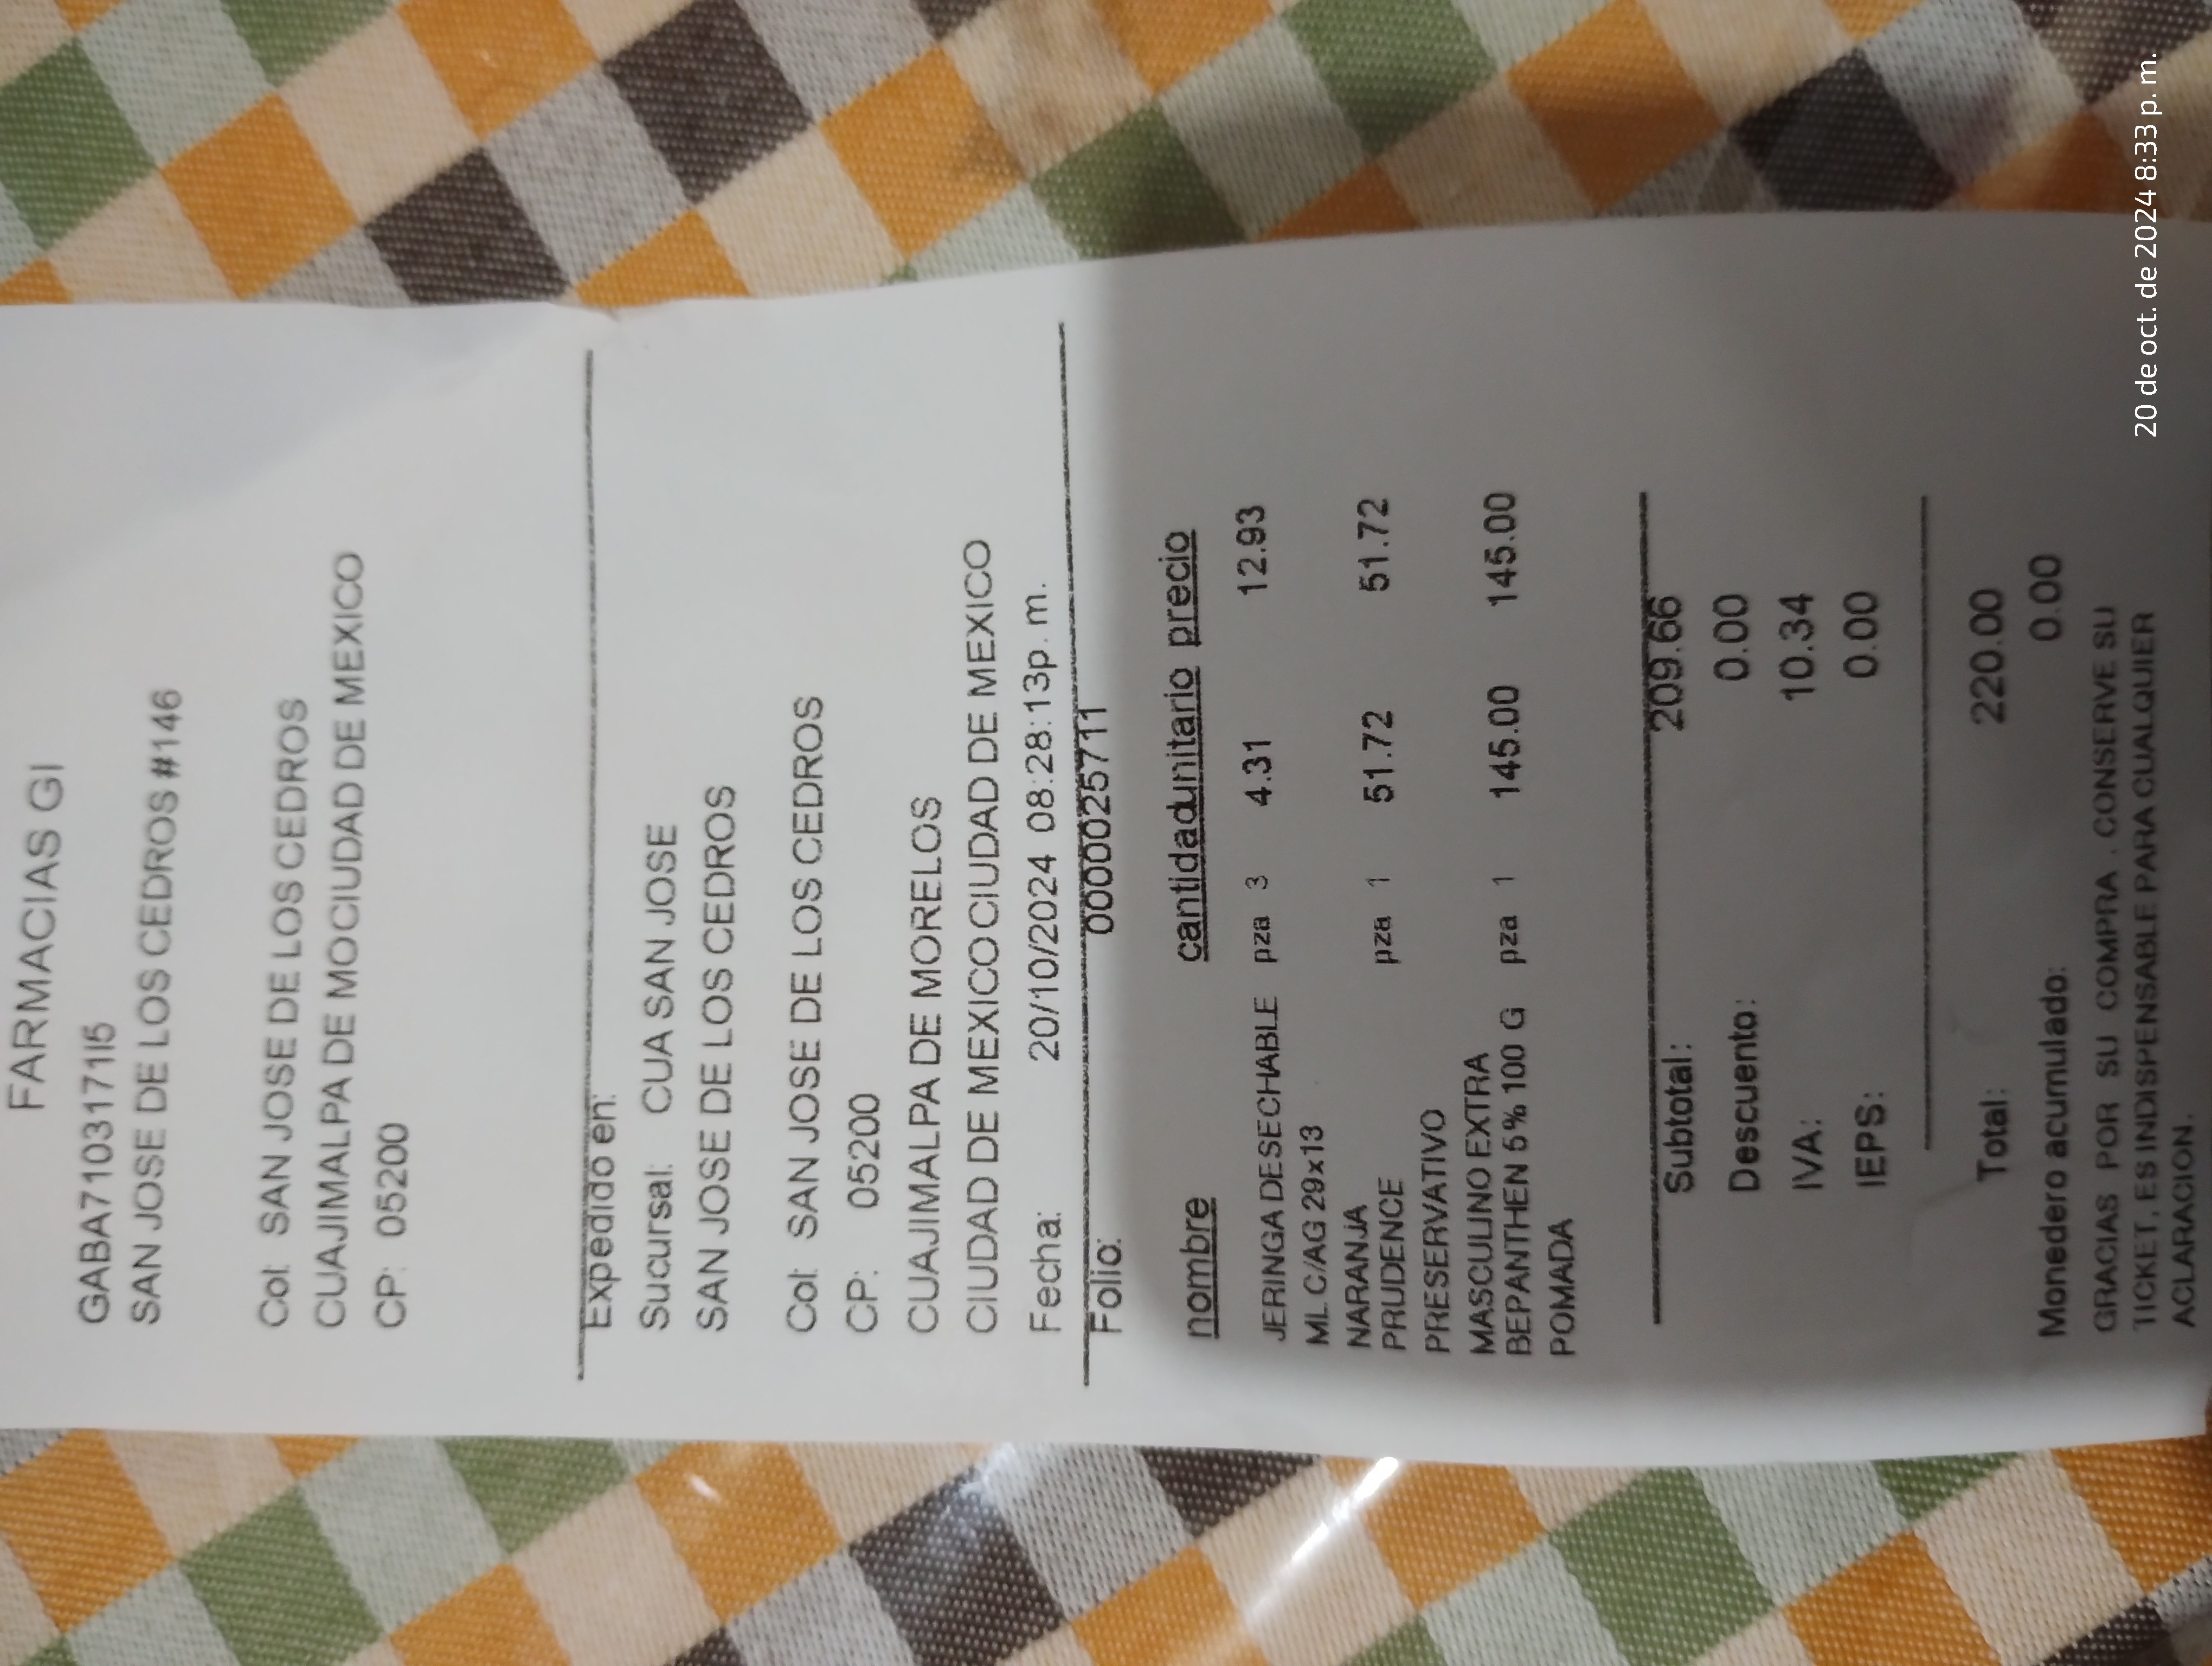 FARMACIAS GI
GABA7103171I5
SAN JOSE DE LOS CEDROS #146
Col: SAN JOSE DE LOS CEDROS
CUAJIMALPA DE MOCIUDAD DE MEXICO
CP: 05200
Expedido en:
Sucursal: CUA SAN JOSE
SAN JOSE DE LOS CEDROS
Col: SAN JOSE DE LOS CEDROS
CP: 05200
CUAJIMALPA DE MORELOS
CIUDAD DE MEXICOCIUDAD DE MEXICO
Fecha: 20/10/2024 08:28:13p. m.
Folio: 0000025711
nombre cantidadunitario precio
JERINGA DESECHABLE pza 3 4.31 12.93
ML C/AG 29x13
NARANJA
PRUDENCE pza 1 51.72 51.72
PRESERVATIVO
MASCULINO EXTRA
BEPANTHEN 5% 100 G pza 1 145.00 145.00
POMADA
Subtotal: 209.66
Descuento: 0.00
IVA: 10.34
IEPS: 0.00
Total: 220.00
Monedero acumulado: 0.00
GRACIAS POR SU COMPRA . CONSERVE SU
TICKET, ES INDISPENSABLE PARA CUALQUIER
ACLARACION.
20 de oct. de 2024 8:33 p. m.